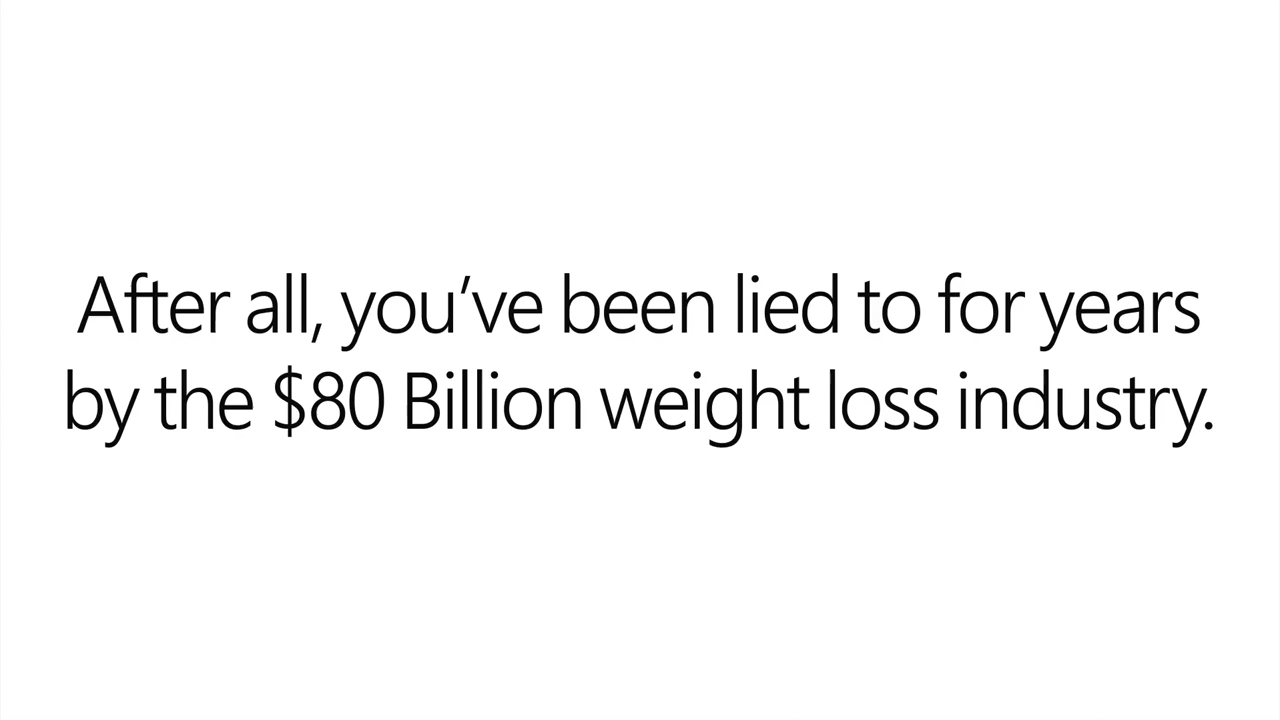 After all, you’ve been lied to for years
by the $80 Billion weight loss industry.